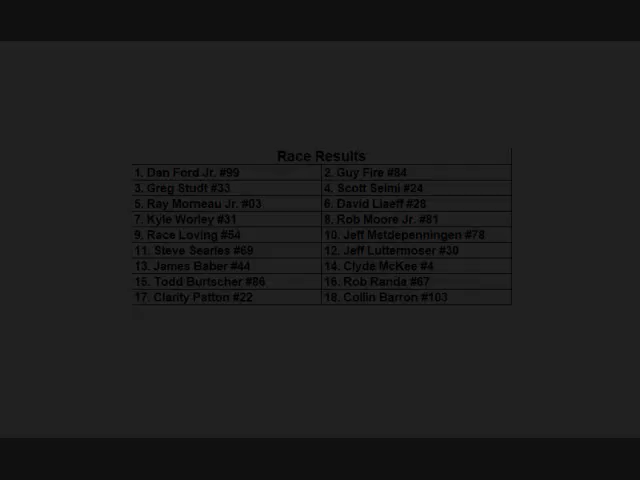 Race Results
1. Dan Ford Jr. #99 2. Guy Fire #84
3. Greg Studt #33 4. Scott Seimi #24
5. Ray Morneau Jr. #03 6. David Liaeff #28
7. Kyle Worley #31 8. Rob Moore Jr. #81
9. Race Loving #54 10. Jeff Metdepenningen #78
11. Steve Searles #69 12. Jeff Luttermoser #30
13. James Baber #44 14. Clyde McKee #4
15. Todd Burtscher #86 16. Rob Randa #67
17. Clarity Patton #22 18. Collin Barron #103